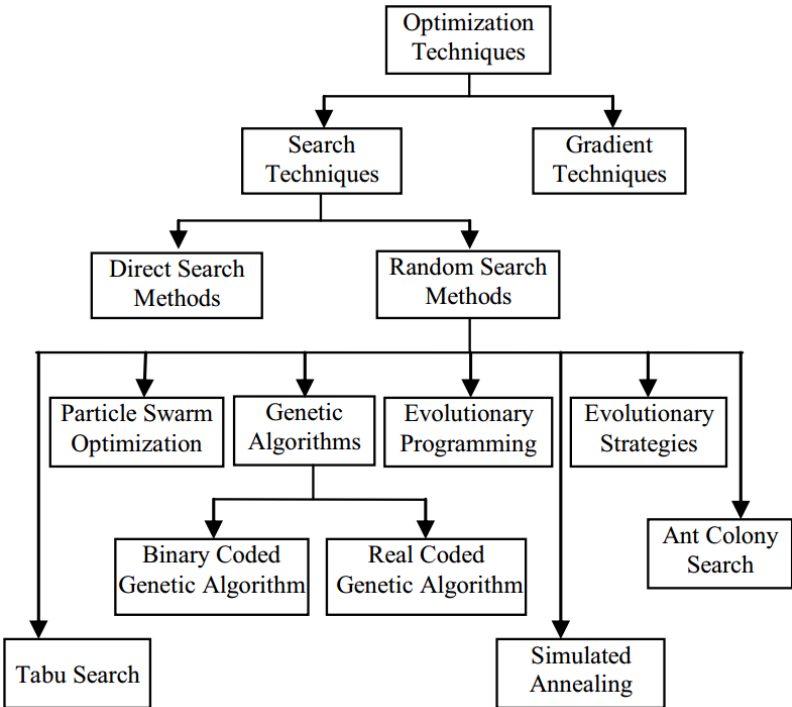 Optimization
Techniques
Search
Techniques
Gradient
Techniques
Direct Search
Methods
Random Search
Methods
Particle Swarm
Optimization
Genetic
Algorithms
Evolutionary
Programming
Evolutionary
Strategies
Binary Coded
Genetic Algorithm
Real Coded
Genetic Algorithm
Ant Colony
Search
Tabu Search
Simulated
Annealing